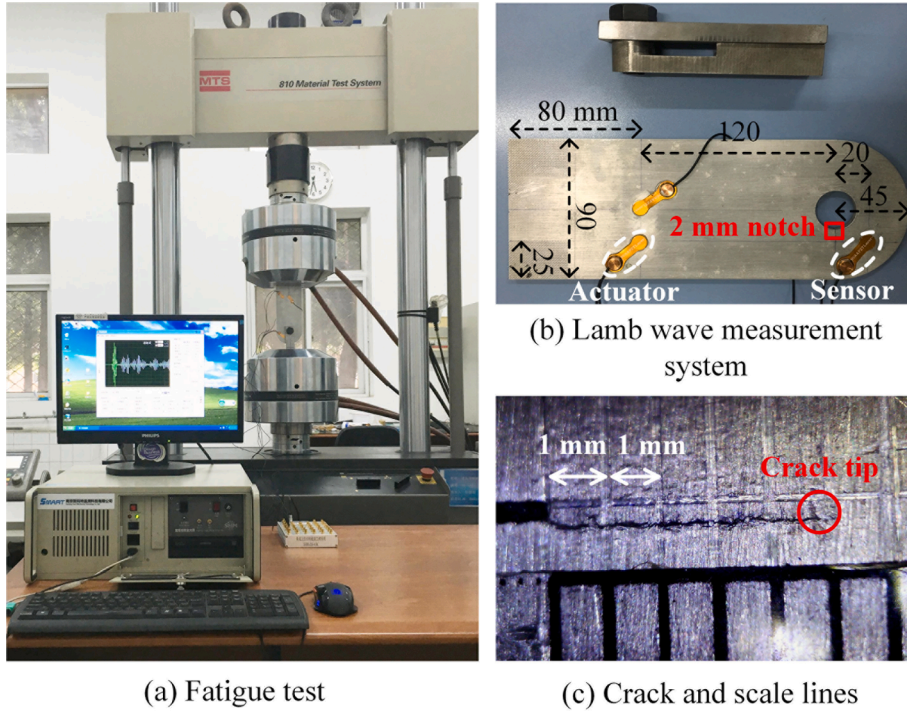 MTS
810 Material Test System
PHILIPS
SMART
(a) Fatigue test
80 mm
120
20
45
90
25
2 mm notch
Actuator
Sensor
(b) Lamb wave measurement
system
1 mm
1 mm
Crack tip
(c) Crack and scale lines